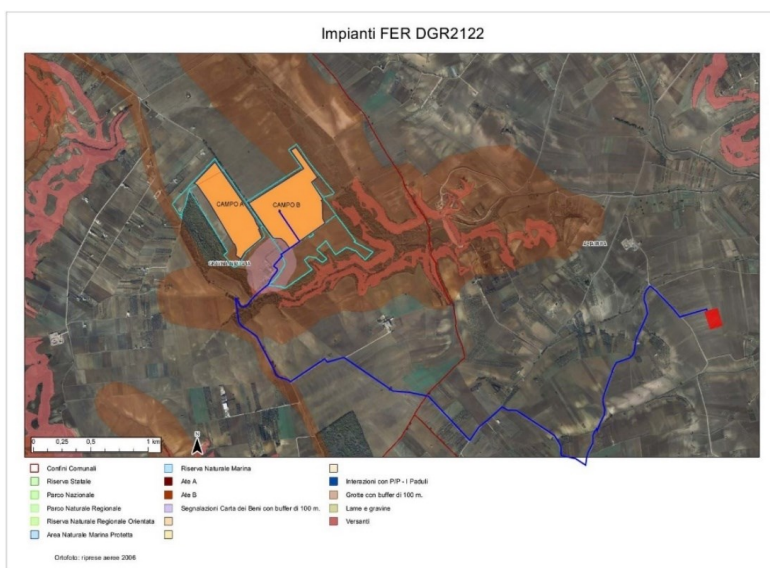 Impianti FER DGR2122
CAMPO A
CAMPO B
0 0,25 0,5 1 km
N
Confini Comunali
Riserva Statale
Parco Nazionale
Parco Naturale Regionale
Riserva Naturale Regionale Orientata
Area Naturale Marina Protetta
Riserva Naturale Marina
Ate A
Ate B
Segnalazioni Carta dei Beni con buffer di 100 m.
Interazioni con P/P - I Paduli
Grotte con buffer di 100 m.
Lame e gravine
Versanti
Ortofoto: riprese aeree 2006